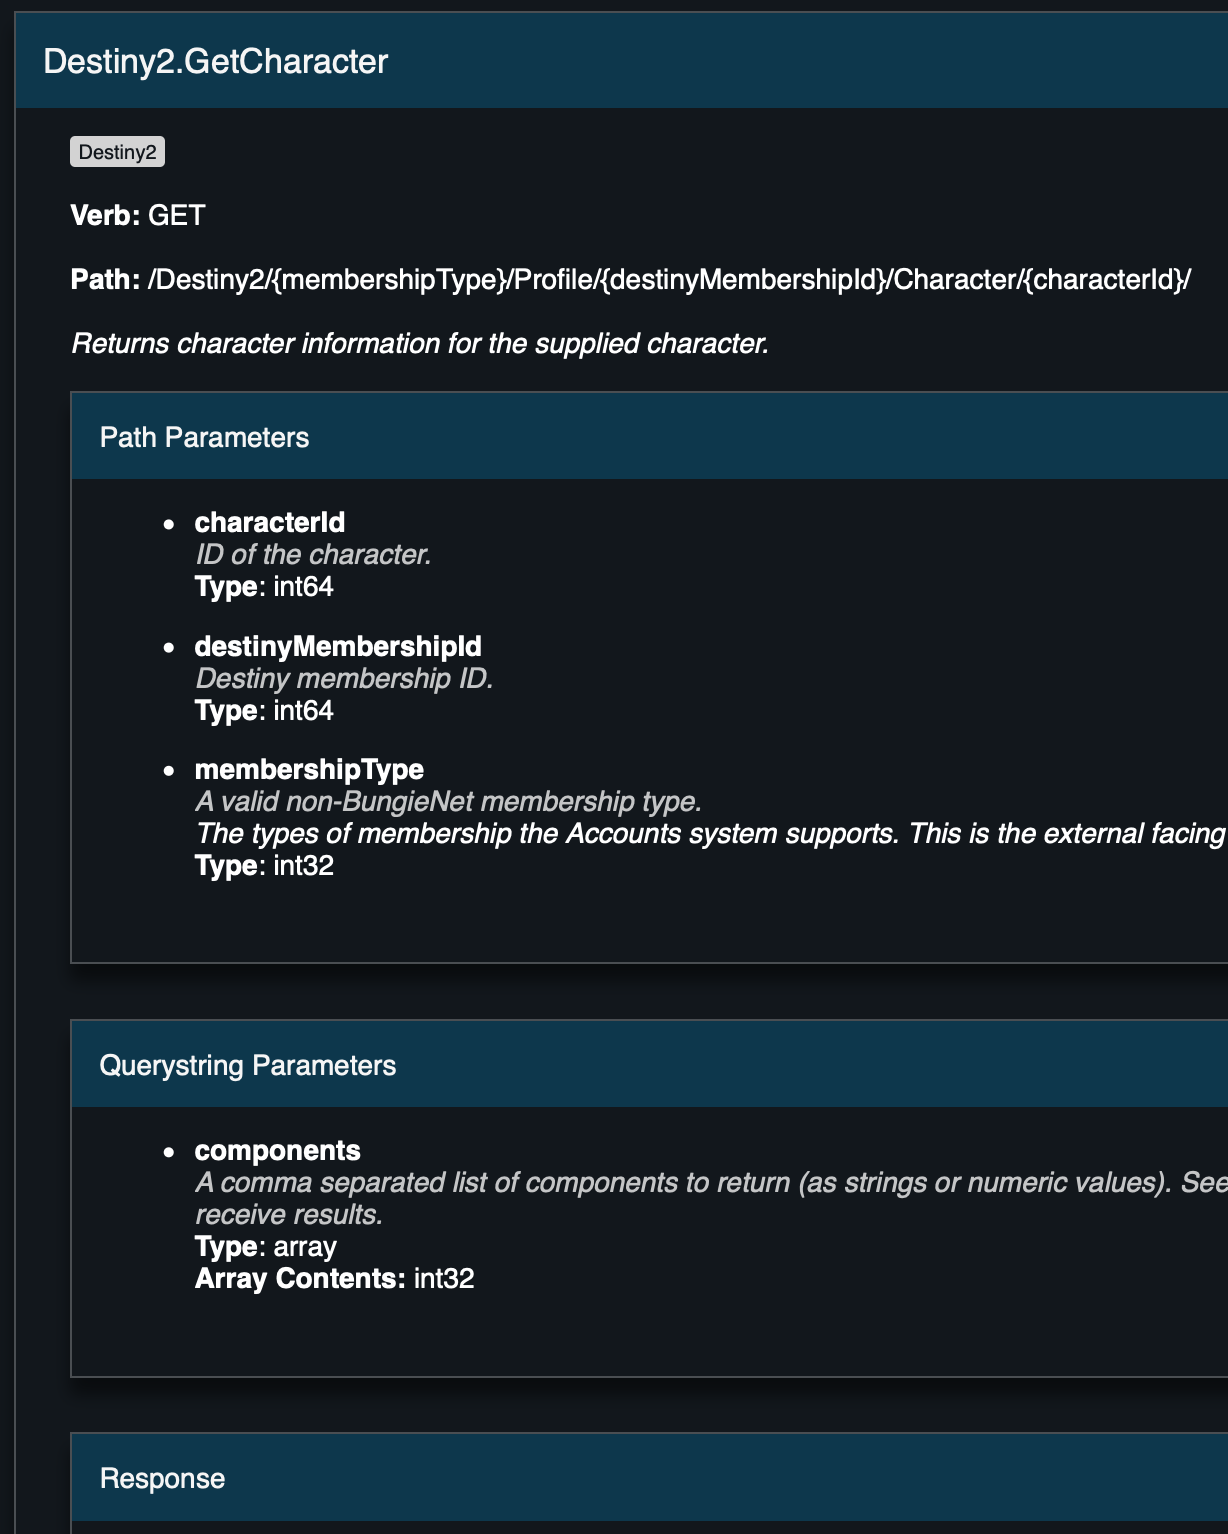 Destiny2.GetCharacter
Destiny2
Verb: GET
Path: /Destiny2/{membershipType}/Profile/{destinyMembershipId}/Character/{characterId}/
Returns character information for the supplied character.
Path Parameters
• characterId
ID of the character.
Type: int64
• destinyMembershipId
Destiny membership ID.
Type: int64
• membershipType
A valid non-BungieNet membership type.
The types of membership the Accounts system supports. This is the external facing
Type: int32
Querystring Parameters
• components
A comma separated list of components to return (as strings or numeric values). See
receive results.
Type: array
Array Contents: int32
Response